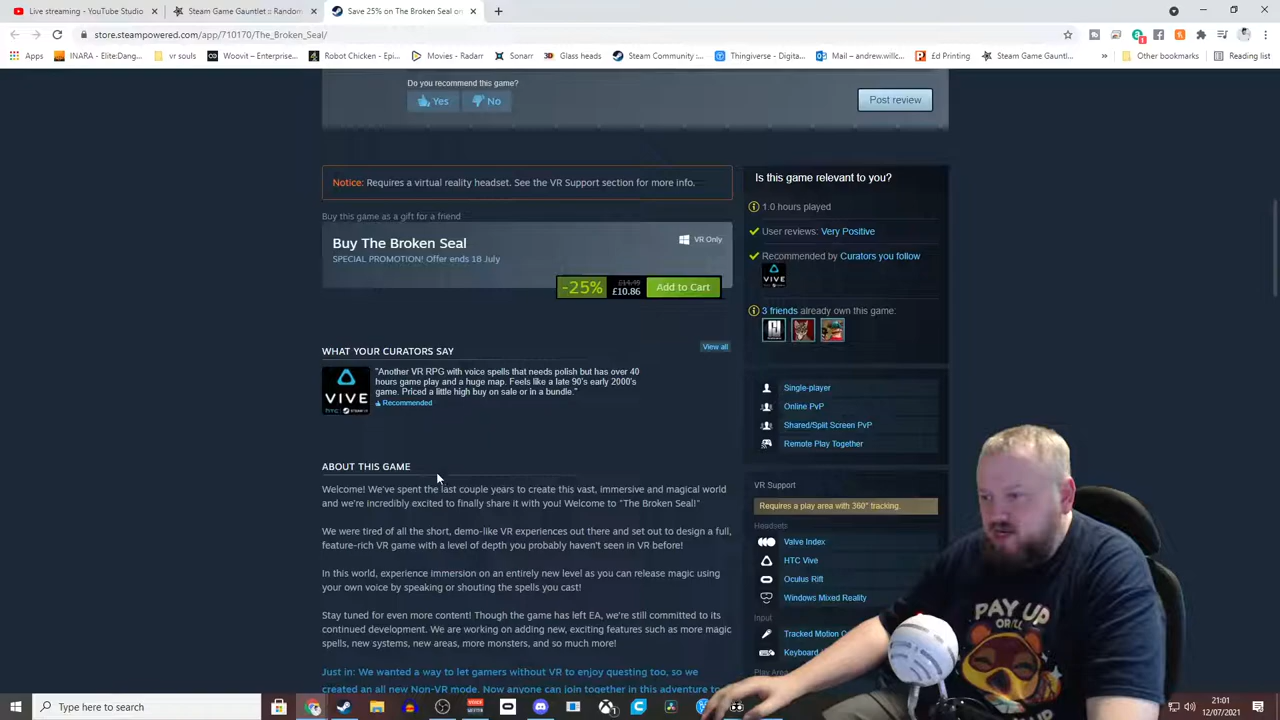 Live streaming - YouTube Studio
Steam Game Gauntlet :: Random
Save 25% on The Broken Seal on
store.steampowered.com/app/710170/The_Broken_Seal/
Apps
INARA - Elite:Dang...
vr souls
Woovit – Enterprise...
Robot Chicken - Ep...
Movies - Radarr
Sonarr
Glass heads
Steam Community :...
Thingiverse - Digital...
Mail – andrew.willc...
£d Printing
Steam Game Gauntl...
Other bookmarks
Reading list
Do you recommend this game?
Yes
No
Post review
Notice: Requires a virtual reality headset. See the VR Support section for more info.
Buy this game as a gift for a friend
Buy The Broken Seal
VR Only
SPECIAL PROMOTION! Offer ends 18 July
-25%
£14.49
£10.86
Add to Cart
WHAT YOUR CURATORS SAY
View all
VIVE
"Another VR RPG with voice spells that needs polish but has over 40
hours game play and a huge map. Feels like a late 90's early 2000's
game. Priced a little high buy on sale or in a bundle."
Recommended
ABOUT THIS GAME
Welcome! We've spent the last couple years to create this vast, immersive and magical world
and we're incredibly excited to finally share it with you! Welcome to "The Broken Seal!"
We were tired of all the short, demo-like VR experiences out there and set out to design a full,
feature-rich VR game with a level of depth you probably haven't seen in VR before!
In this world, experience immersion on an entirely new level as you can release magic using
your own voice by speaking or shouting the spells you cast!
Stay tuned for even more content! Though the game has left EA, we're still committed to its
continued development. We are working on adding new, exciting features such as more magic
spells, new systems, new areas, more monsters, and so much more!
Just in: We wanted a way to let gamers without VR to enjoy questing too, so we
created an all new Non-VR mode. Now anyone can join together in this adventure to
Is this game relevant to you?
1.0 hours played
User reviews: Very Positive
Recommended by Curators you follow
VIVE
3 friends already own this game:
Single-player
Online PvP
Shared/Split Screen PvP
Remote Play Together
VR Support
Requires a play area with 360° tracking.
Headsets
Valve Index
HTC Vive
Oculus Rift
Windows Mixed Reality
Input
Tracked Motion
Keyboard
Play Area
PAY UP
OR I'LL
Type here to search
21:01
12/07/2021